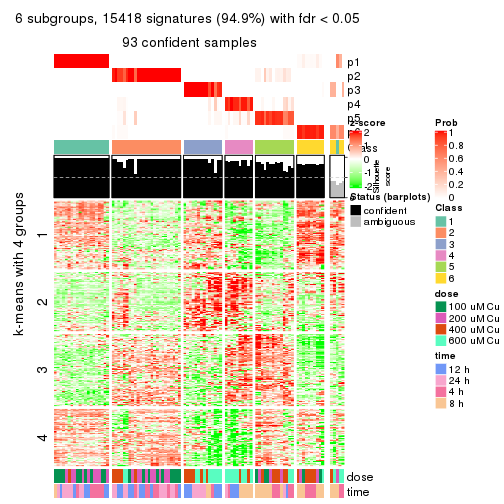 6 subgroups, 15418 signatures (94.9%) with fdr < 0.05
93 confident samples
p1
p2
p3
p4
p5
k-means with 4 groups
1
2
3
4
dose
time
z-score
2
1
0
-1
-2
Silhouette
score
Status (barplots)
confident
ambiguous
Prob
1
0.8
0.6
0.4
0.2
0
Class
1
2
3
4
5
6
dose
100 uM Cu
200 uM Cu
400 uM Cu
600 uM Cu
time
12 h
24 h
4 h
8 h